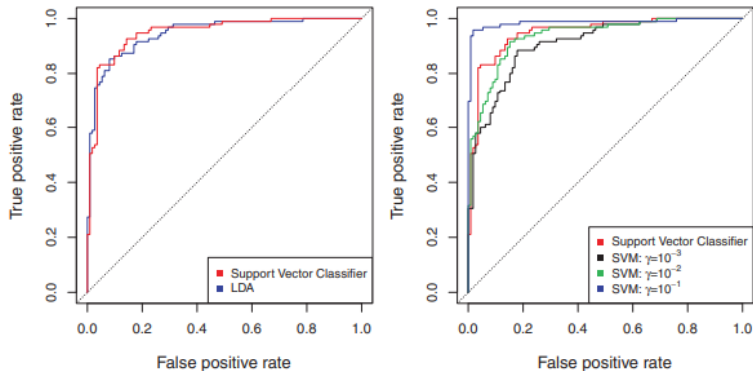 True positive rate
0.0 0.2 0.4 0.6 0.8 1.0
Support Vector Classifier
LDA
0.0 0.2 0.4 0.6 0.8 1.0
False positive rate
True positive rate
0.0 0.2 0.4 0.6 0.8 1.0
Support Vector Classifier
SVM: γ=10⁻³
SVM: γ=10⁻²
SVM: γ=10⁻¹
0.0 0.2 0.4 0.6 0.8 1.0
False positive rate